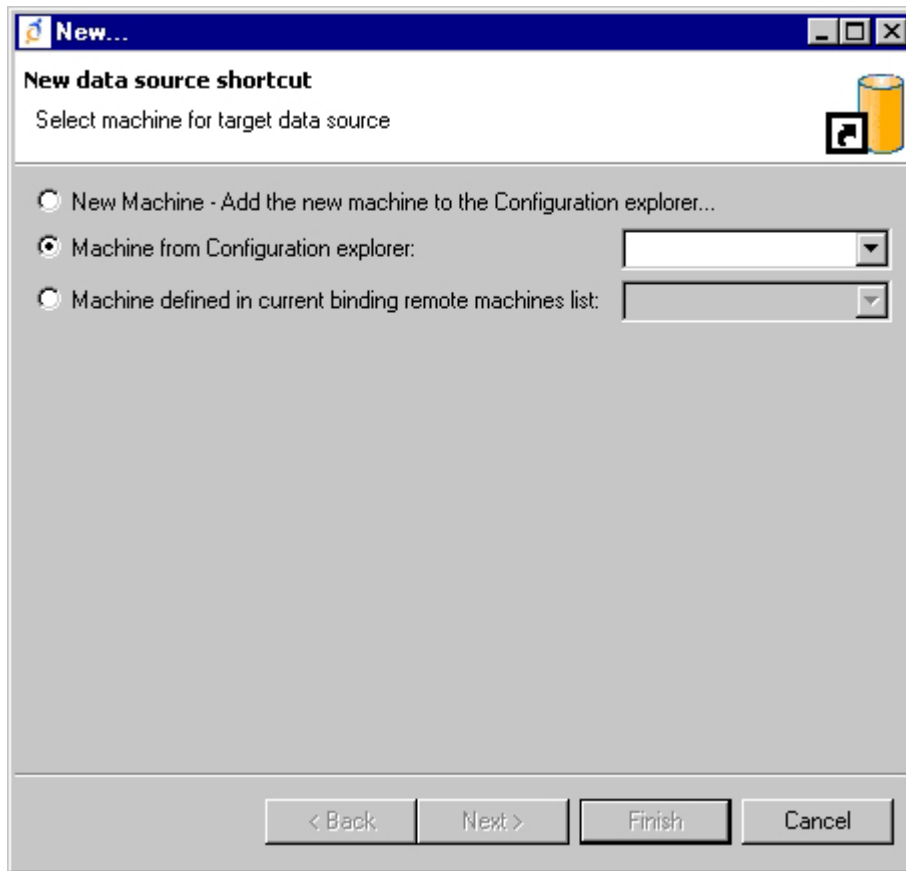 New...
New data source shortcut
Select machine for target data source
New Machine - Add the new machine to the Configuration explorer...
Machine from Configuration explorer:
Machine defined in current binding remote machines list:
< Back Next > Finish Cancel